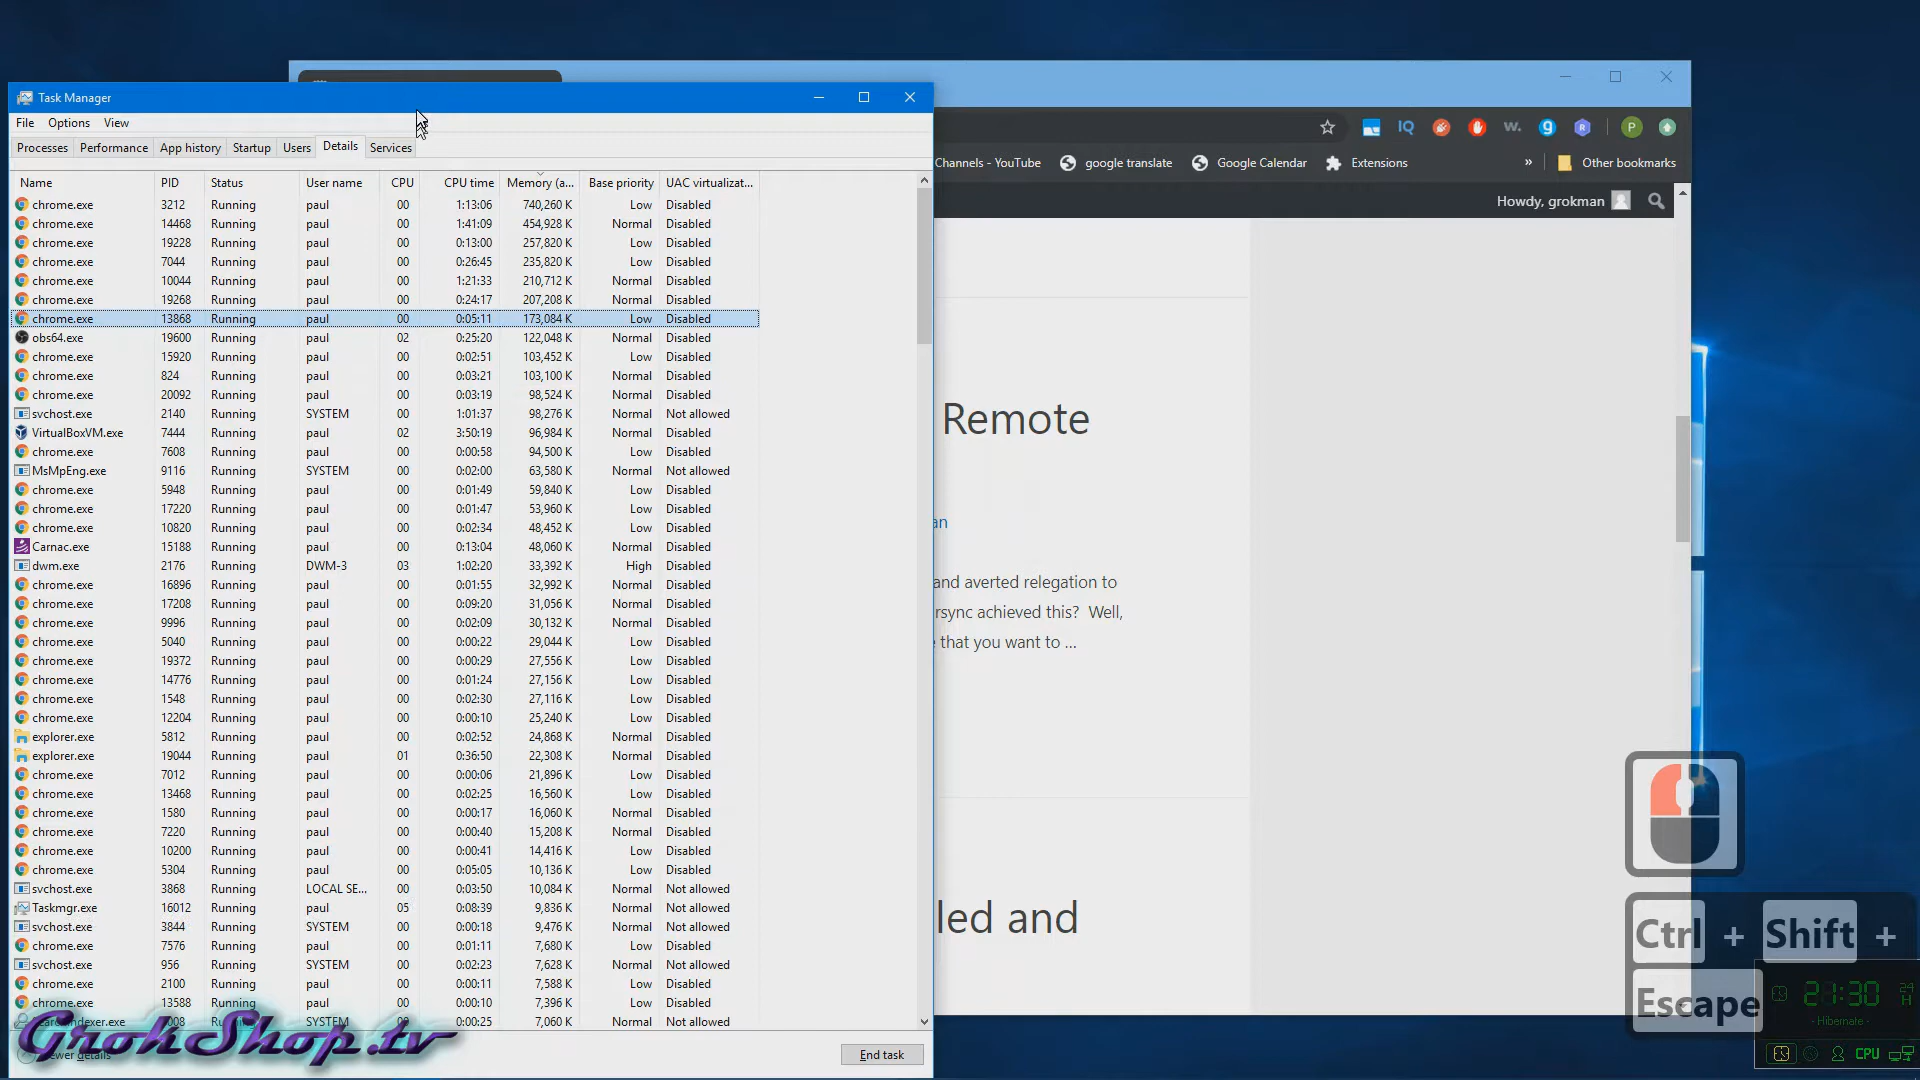 Task Manager
File Options View
Processes Performance App history Startup Users Details Services
Name PID Status User name CPU CPU time Memory (a... Base priority UAC virtualizat...
chrome.exe 3212 Running paul 00 1:13:06 740,260 K Low Disabled
chrome.exe 14468 Running paul 00 1:41:09 454,928 K Normal Disabled
chrome.exe 19228 Running paul 00 0:13:00 257,820 K Low Disabled
chrome.exe 7044 Running paul 00 0:26:45 235,820 K Low Disabled
chrome.exe 10044 Running paul 00 1:21:33 210,712 K Normal Disabled
chrome.exe 19268 Running paul 00 0:24:17 207,208 K Normal Disabled
chrome.exe 13868 Running paul 00 0:05:11 173,084 K Low Disabled
obs64.exe 19600 Running paul 02 0:25:20 122,048 K Normal Disabled
chrome.exe 15920 Running paul 00 0:02:51 103,452 K Low Disabled
chrome.exe 824 Running paul 00 0:03:21 103,100 K Normal Disabled
chrome.exe 20092 Running paul 00 0:03:19 98,524 K Normal Disabled
svchost.exe 2140 Running SYSTEM 00 1:01:37 98,276 K Normal Not allowed
VirtualBoxVM.exe 7444 Running paul 02 3:50:19 96,984 K Normal Disabled
chrome.exe 7608 Running paul 00 0:00:58 94,500 K Low Disabled
MsMpEng.exe 9116 Running SYSTEM 00 0:02:00 63,580 K Normal Not allowed
chrome.exe 5948 Running paul 00 0:01:49 59,840 K Low Disabled
chrome.exe 17220 Running paul 00 0:01:47 53,960 K Low Disabled
chrome.exe 10820 Running paul 00 0:02:34 48,452 K Low Disabled
Carnac.exe 15188 Running paul 00 0:13:04 48,060 K Normal Disabled
dwm.exe 2176 Running DWM-3 03 1:02:20 33,392 K High Disabled
chrome.exe 16896 Running paul 00 0:01:55 32,992 K Normal Disabled
chrome.exe 17208 Running paul 00 0:09:20 31,056 K Normal Disabled
chrome.exe 9996 Running paul 00 0:02:09 30,132 K Normal Disabled
chrome.exe 5040 Running paul 00 0:00:22 29,044 K Low Disabled
chrome.exe 19372 Running paul 00 0:00:29 27,556 K Low Disabled
chrome.exe 14776 Running paul 00 0:01:24 27,156 K Low Disabled
chrome.exe 1548 Running paul 00 0:02:30 27,116 K Low Disabled
chrome.exe 12204 Running paul 00 0:00:10 25,240 K Low Disabled
explorer.exe 5812 Running paul 00 0:02:52 24,868 K Normal Disabled
explorer.exe 19044 Running paul 01 0:36:50 22,308 K Normal Disabled
chrome.exe 7012 Running paul 00 0:00:06 21,896 K Low Disabled
chrome.exe 13468 Running paul 00 0:02:25 16,560 K Low Disabled
chrome.exe 1580 Running paul 00 0:00:17 16,060 K Normal Disabled
chrome.exe 7220 Running paul 00 0:00:40 15,208 K Normal Disabled
chrome.exe 10200 Running paul 00 0:00:41 14,416 K Low Disabled
chrome.exe 5304 Running paul 00 0:05:05 10,136 K Low Disabled
svchost.exe 3868 Running LOCAL SE... 00 0:03:50 10,084 K Normal Not allowed
Taskmgr.exe 16012 Running paul 05 0:08:39 9,836 K Normal Not allowed
svchost.exe 3844 Running SYSTEM 00 0:00:18 9,476 K Normal Not allowed
chrome.exe 7576 Running paul 00 0:01:11 7,680 K Low Disabled
svchost.exe 956 Running SYSTEM 00 0:02:23 7,628 K Normal Not allowed
chrome.exe 2100 Running paul 00 0:00:11 7,588 K Low Disabled
chrome.exe 13588 Running paul 00 0:00:10 7,396 K Low Disabled
Running SYSTEM 0:00:25 7,060 K Normal Not allowed
details
End task
GrokShop.tv
Channels - YouTube google translate Google Calendar Extensions » Other bookmarks
IQ w. g R P
Howdy, grokman
Remote
an
and averted relegation to
rsync achieved this? Well,
that you want to ...
led and
Ctrl + Shift +
Escape
21:30 24 H
- Hibernate -
CPU